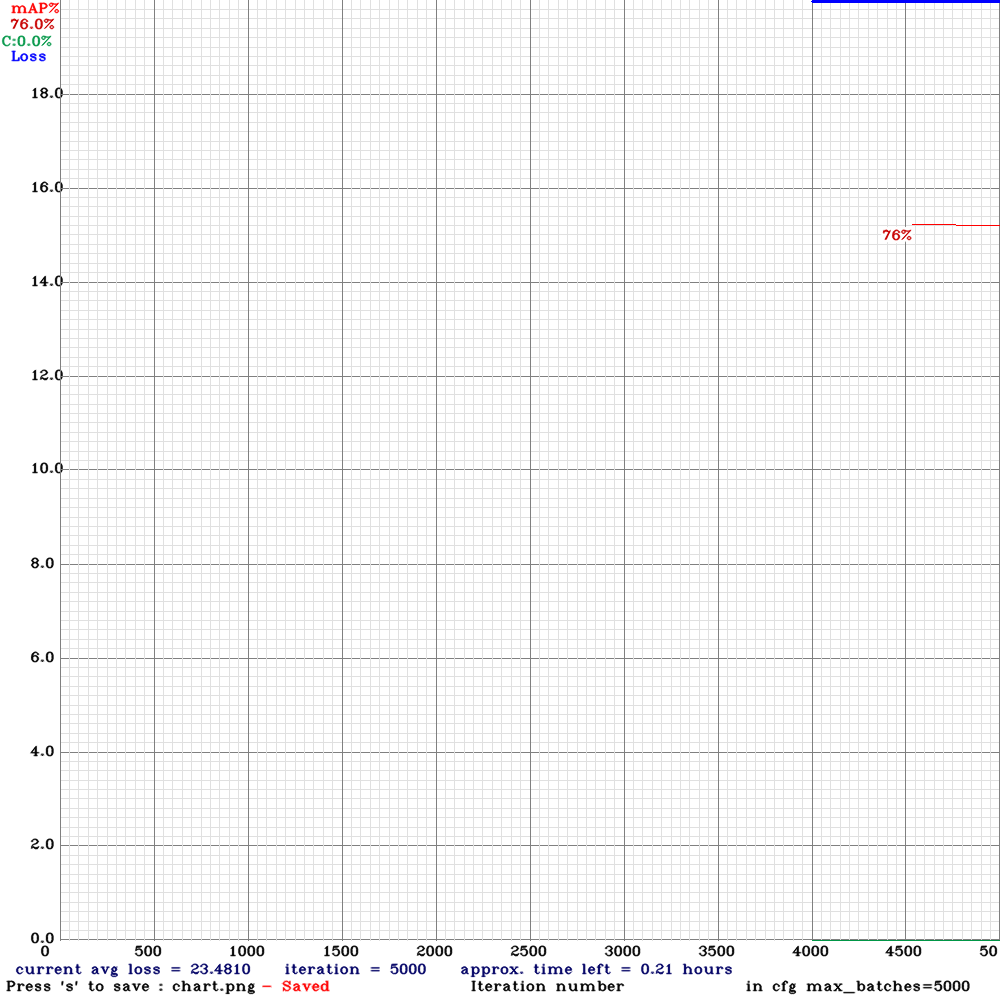 mAP%
76.0%
C:0.0%
Loss
18.0
16.0
76%
14.0
12.0
10.0
8.0
6.0
4.0
2.0
0.0
0 500 1000 1500 2000 2500 3000 3500 4000 4500 50
current avg loss = 23.4810 iteration = 5000 approx. time left = 0.21 hours
Press 's' to save : chart.png - Saved Iteration number in cfg max_batches=5000